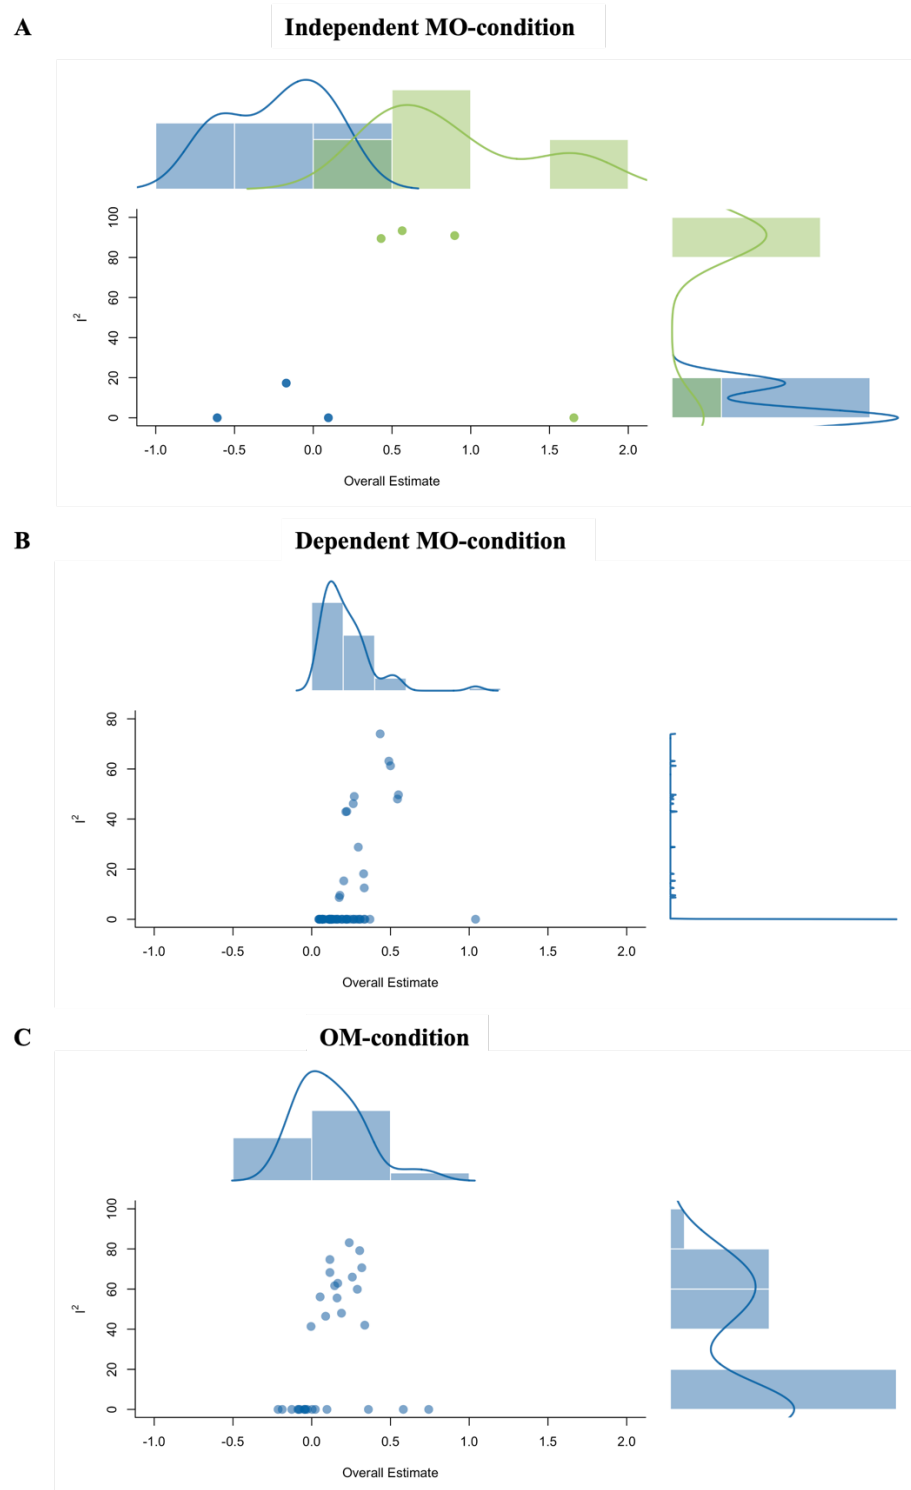 A
Independent MO-condition
100
80
60
40
20
0
I²
-1.0 -0.5 0.0 0.5 1.0 1.5 2.0
Overall Estimate
B
Dependent MO-condition
80
60
40
20
0
I²
-1.0 -0.5 0.0 0.5 1.0 1.5 2.0
Overall Estimate
C
OM-condition
100
80
60
40
20
0
I²
-1.0 -0.5 0.0 0.5 1.0 1.5 2.0
Overall Estimate